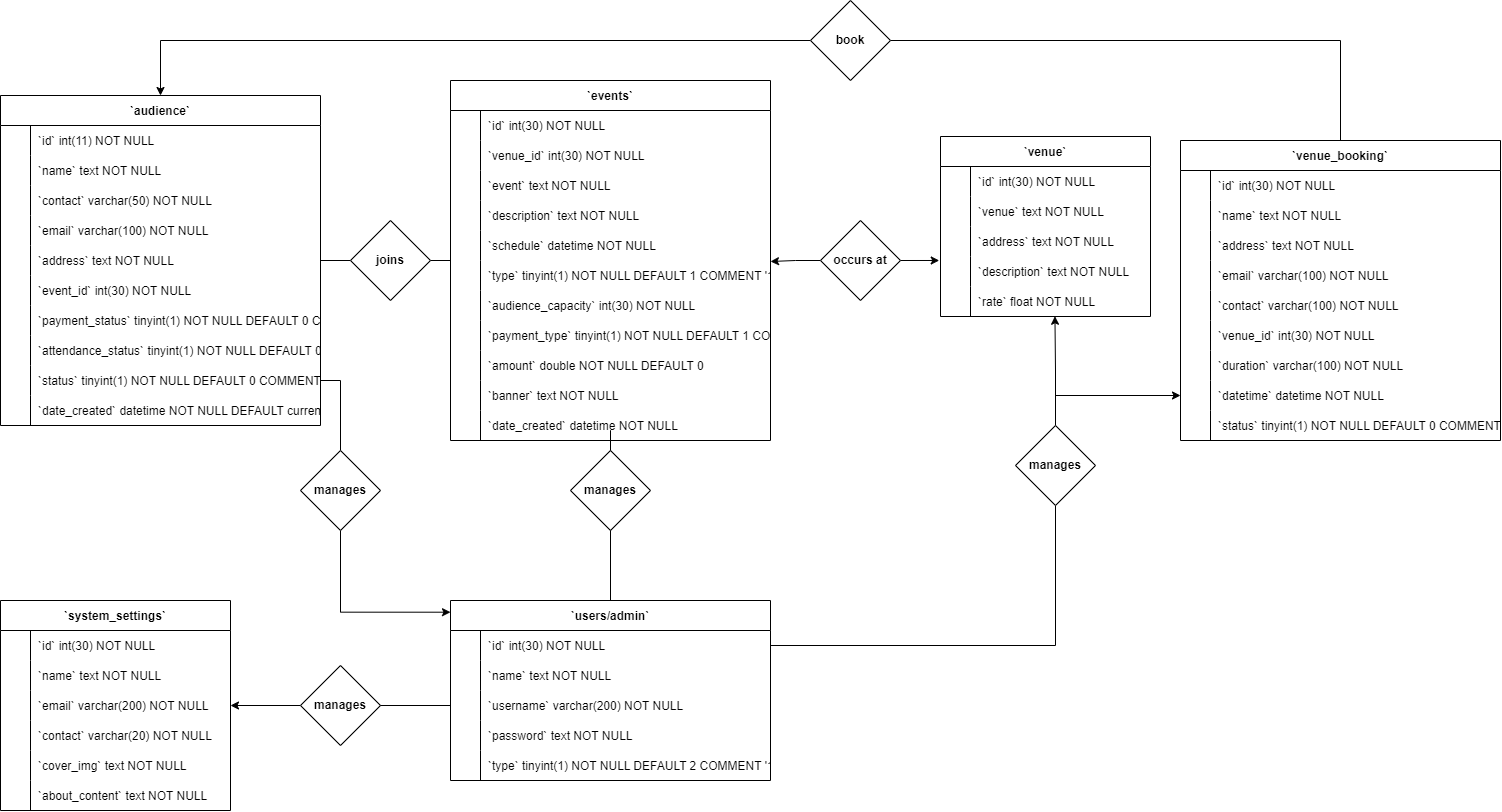 book
`audience`
`id` int(11) NOT NULL
`name` text NOT NULL
`contact` varchar(50) NOT NULL
`email` varchar(100) NOT NULL
`address` text NOT NULL
`event_id` int(30) NOT NULL
`payment_status` tinyint(1) NOT NULL DEFAULT 0 C
`attendance_status` tinyint(1) NOT NULL DEFAULT 0
`status` tinyint(1) NOT NULL DEFAULT 0 COMMENT
`date_created` datetime NOT NULL DEFAULT curren
joins
`events`
`id` int(30) NOT NULL
`venue_id` int(30) NOT NULL
`event` text NOT NULL
`description` text NOT NULL
`schedule` datetime NOT NULL
`type` tinyint(1) NOT NULL DEFAULT 1 COMMENT '
`audience_capacity` int(30) NOT NULL
`payment_type` tinyint(1) NOT NULL DEFAULT 1 CO
`amount` double NOT NULL DEFAULT 0
`banner` text NOT NULL
`date_created` datetime NOT NULL
occurs at
`venue`
`id` int(30) NOT NULL
`venue` text NOT NULL
`address` text NOT NULL
`description` text NOT NULL
`rate` float NOT NULL
`venue_booking`
`id` int(30) NOT NULL
`name` text NOT NULL
`address` text NOT NULL
`email` varchar(100) NOT NULL
`contact` varchar(100) NOT NULL
`venue_id` int(30) NOT NULL
`duration` varchar(100) NOT NULL
`datetime` datetime NOT NULL
`status` tinyint(1) NOT NULL DEFAULT 0 COMMENT
manages
manages
manages
`system_settings`
`id` int(30) NOT NULL
`name` text NOT NULL
`email` varchar(200) NOT NULL
`contact` varchar(20) NOT NULL
`cover_img` text NOT NULL
`about_content` text NOT NULL
manages
`users/admin`
`id` int(30) NOT NULL
`name` text NOT NULL
`username` varchar(200) NOT NULL
`password` text NOT NULL
`type` tinyint(1) NOT NULL DEFAULT 2 COMMENT '